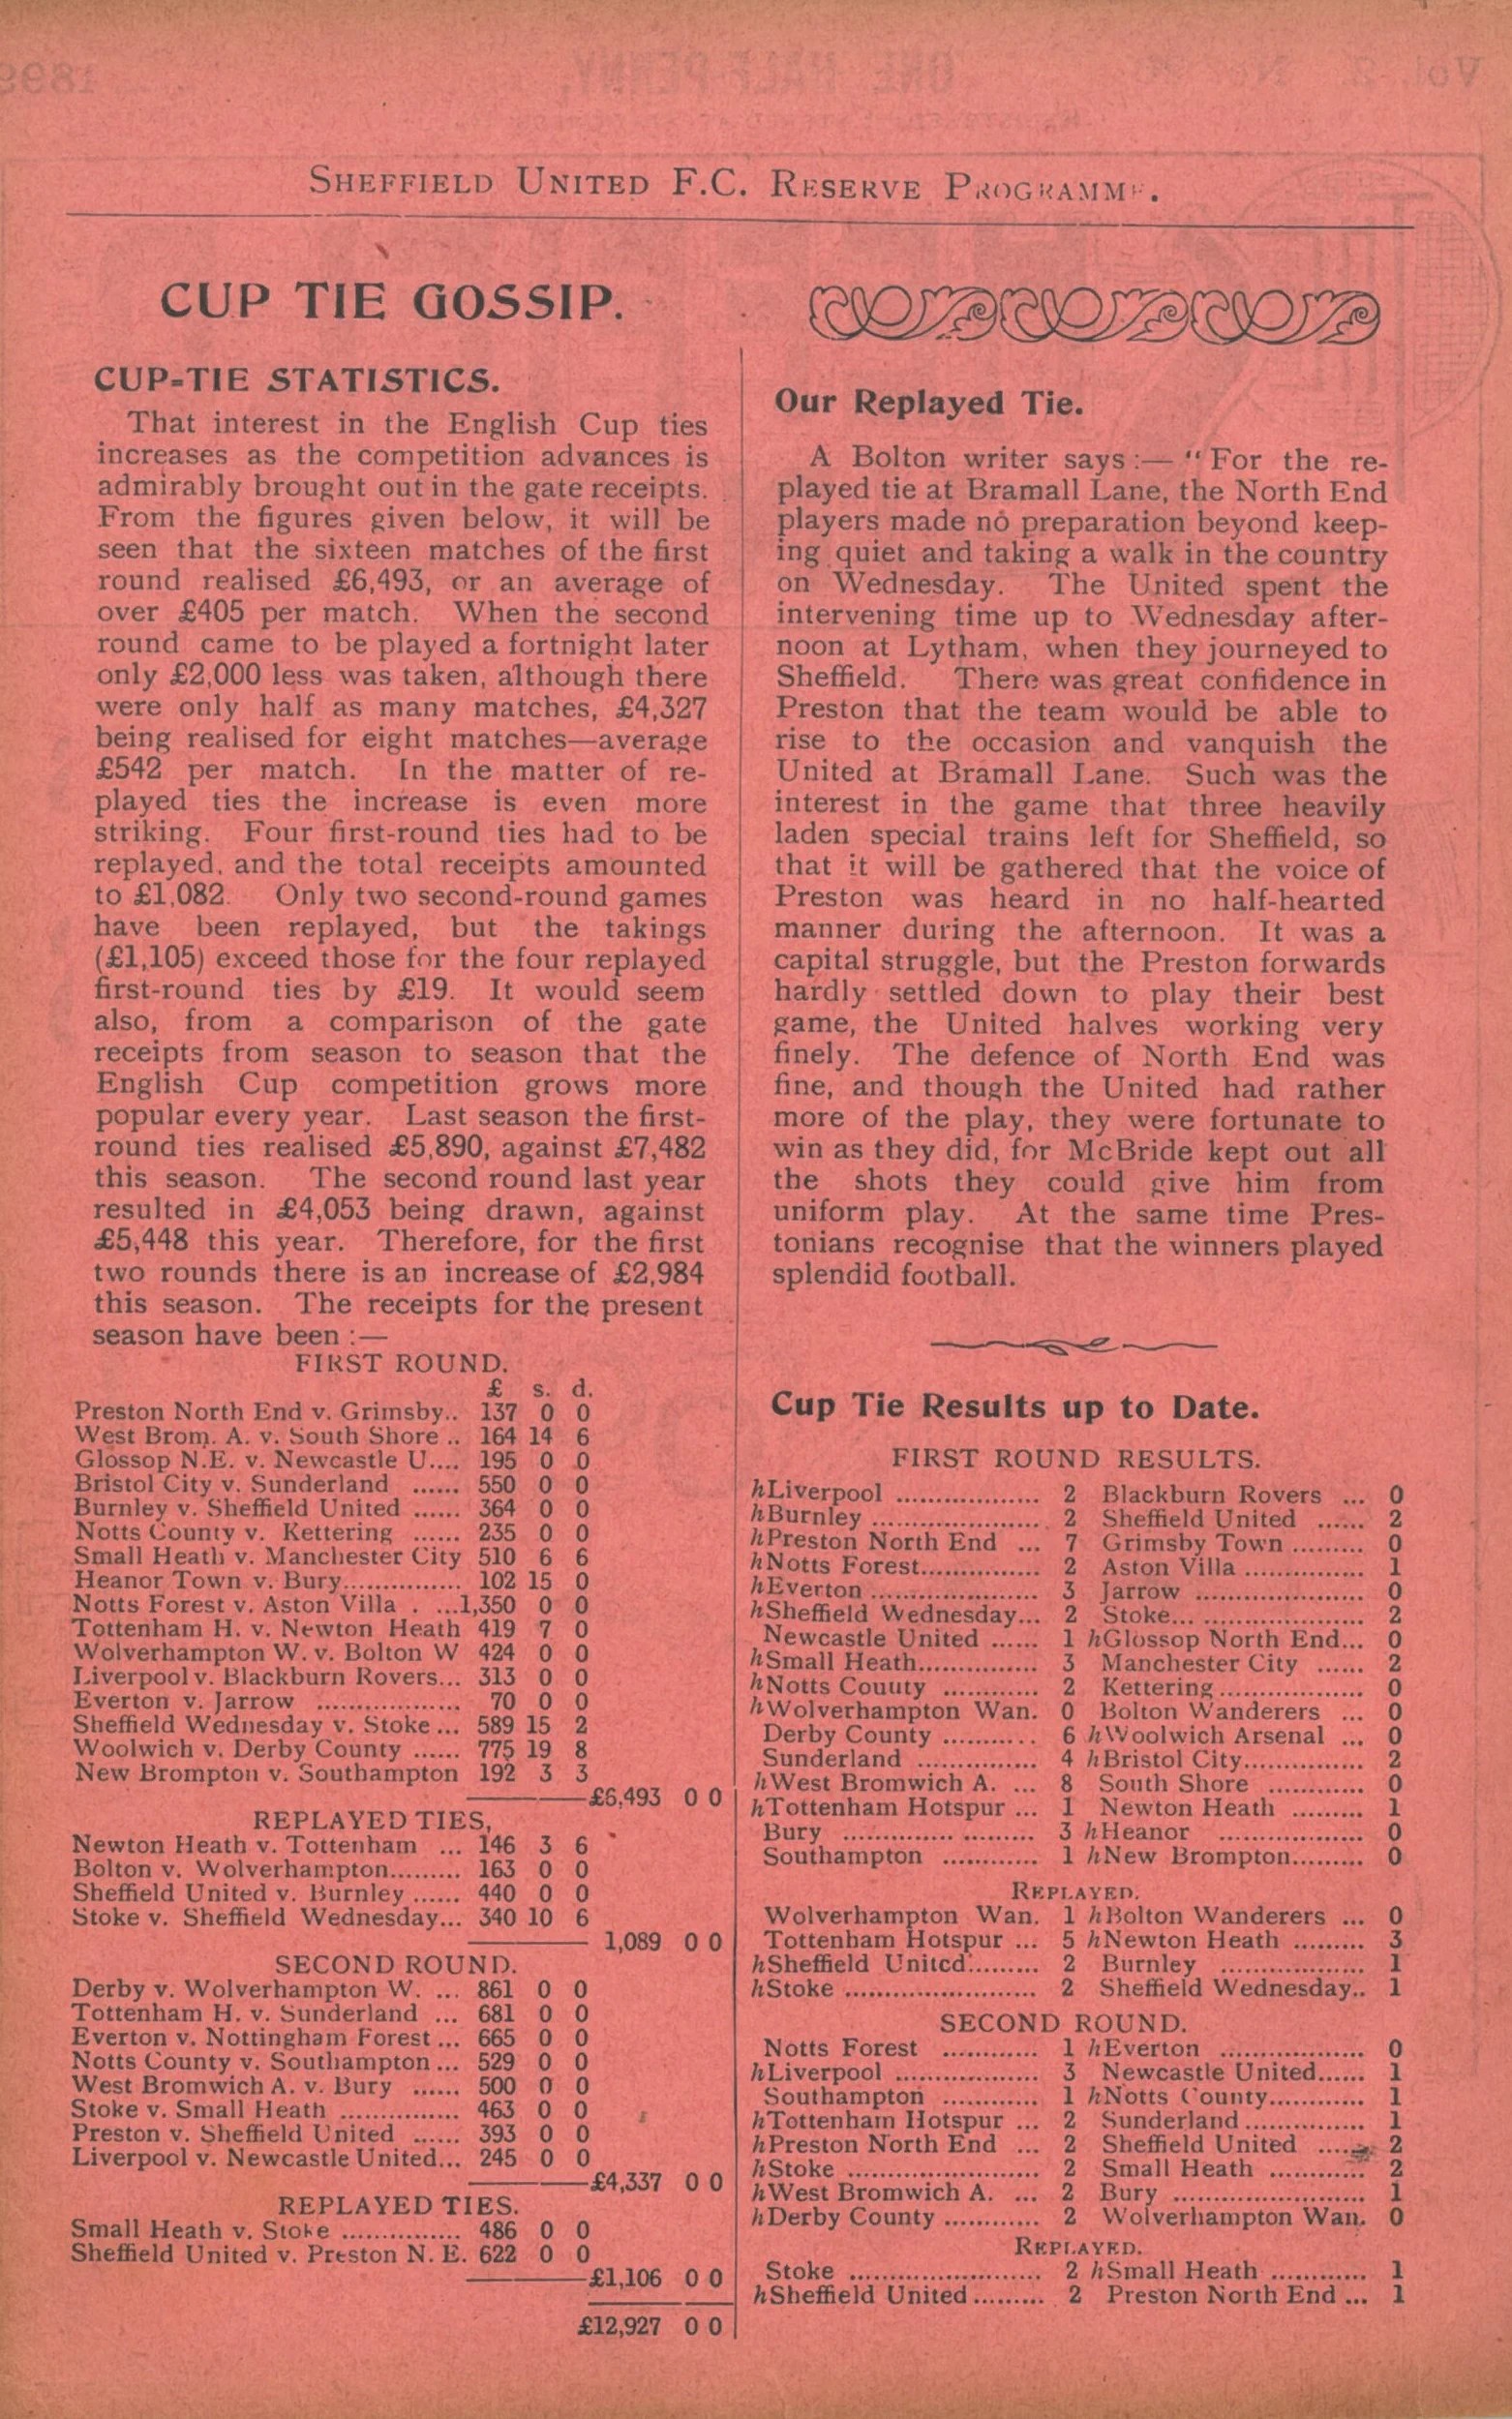 SHEFFIELD UNITED F.C. RESERVE PROGRAMME.
CUP TIE GOSSIP.
CUP-TIE STATISTICS.
That interest in the English Cup ties
increases as the competition advances is
admirably brought out in the gate receipts.
From the figures given below, it will be
seen that the sixteen matches of the first
round realised £6,493, or an average of
over £405 per match. When the second
round came to be played a fortnight later
only £2,000 less was taken, although there
were only half as many matches, £4,327
being realised for eight matches—average
£542 per match. In the matter of re-
played ties the increase is even more
striking. Four first-round ties had to be
replayed, and the total receipts amounted
to £1,082. Only two second-round games
have been replayed, but the takings
(£1,105) exceed those for the four replayed
first-round ties by £19. It would seem
also, from a comparison of the gate
receipts from season to season that the
English Cup competition grows more
popular every year. Last season the first-
round ties realised £5,890, against £7,482
this season. The second round last year
resulted in £4,053 being drawn, against
£5,448 this year. Therefore, for the first
two rounds there is an increase of £2,984
this season. The receipts for the present
season have been :—
FIRST ROUND.
£ s. d.
Preston North End v. Grimsby.. 137 0 0
West Brom. A. v. South Shore .. 164 14 6
Glossop N.E. v. Newcastle U.... 195 0 0
Bristol City v. Sunderland ...... 550 0 0
Burnley v. Sheffield United ...... 364 0 0
Notts County v. Kettering ...... 235 0 0
Small Heath v. Manchester City 510 6 6
Heanor Town v. Bury............... 102 15 0
Notts Forest v. Aston Villa . ...1,350 0 0
Tottenham H. v. Newton Heath 419 7 0
Wolverhampton W. v. Bolton W 424 0 0
Liverpool v. Blackburn Rovers... 313 0 0
Everton v. Jarrow .................. 70 0 0
Sheffield Wednesday v. Stoke ... 589 15 2
Woolwich v. Derby County ...... 775 19 8
New Brompton v. Southampton 192 3 3
£6,493 0 0
REPLAYED TIES,
Newton Heath v. Tottenham ... 146 3 6
Bolton v. Wolverhampton......... 163 0 0
Sheffield United v. Burnley ...... 440 0 0
Stoke v. Sheffield Wednesday... 340 10 6
1,089 0 0
SECOND ROUND.
Derby v. Wolverhampton W. ... 861 0 0
Tottenham H. v. Sunderland ... 681 0 0
Everton v. Nottingham Forest ... 665 0 0
Notts County v. Southampton ... 529 0 0
West Bromwich A. v. Bury ...... 500 0 0
Stoke v. Small Heath ............... 463 0 0
Preston v. Sheffield United ...... 393 0 0
Liverpool v. Newcastle United... 245 0 0
£4,337 0 0
REPLAYED TIES.
Small Heath v. Stoke ............... 486 0 0
Sheffield United v. Preston N. E. 622 0 0
£1,106 0 0
£12,927 0 0
Our Replayed Tie.
A Bolton writer says :— “For the re-
played tie at Bramall Lane, the North End
players made no preparation beyond keep-
ing quiet and taking a walk in the country
on Wednesday. The United spent the
intervening time up to Wednesday after-
noon at Lytham, when they journeyed to
Sheffield. There was great confidence in
Preston that the team would be able to
rise to the occasion and vanquish the
United at Bramall Lane. Such was the
interest in the game that three heavily
laden special trains left for Sheffield, so
that it will be gathered that the voice of
Preston was heard in no half-hearted
manner during the afternoon. It was a
capital struggle, but the Preston forwards
hardly settled down to play their best
game, the United halves working very
finely. The defence of North End was
fine, and though the United had rather
more of the play, they were fortunate to
win as they did, for McBride kept out all
the shots they could give him from
uniform play. At the same time Pres-
tonians recognise that the winners played
splendid football.
Cup Tie Results up to Date.
FIRST ROUND RESULTS.
hLiverpool .................. 2 Blackburn Rovers ... 0
hBurnley ..................... 2 Sheffield United ...... 2
hPreston North End ... 7 Grimsby Town ......... 0
hNotts Forest............... 2 Aston Villa ............... 1
hEverton ..................... 3 Jarrow ..................... 0
hSheffield Wednesday... 2 Stoke... .................... 2
Newcastle United ...... 1 hGlossop North End... 0
hSmall Heath............... 3 Manchester City ...... 2
hNotts Couuty ............ 2 Kettering.................. 0
hWolverhampton Wan. 0 Bolton Wanderers ... 0
Derby County ........... 6 hWoolwich Arsenal ... 0
Sunderland ............... 4 hBristol City............... 2
hWest Bromwich A. ... 8 South Shore ............ 0
hTottenham Hotspur ... 1 Newton Heath ......... 1
Bury .............. ......... 3 hHeanor .................. 0
Southampton ............ 1 hNew Brompton......... 0
REPLAYED.
Wolverhampton Wan. 1 hBolton Wanderers ... 0
Tottenham Hotspur ... 5 hNewton Heath ......... 3
hSheffield United......... 2 Burnley .................. 1
hStoke ........................ 2 Sheffield Wednesday.. 1
SECOND ROUND.
Notts Forest ............ 1 hEverton .................. 0
hLiverpool .................. 3 Newcastle United...... 1
Southampton ............ 1 hNotts County............ 1
hTottenham Hotspur ... 2 Sunderland............... 1
hPreston North End ... 2 Sheffield United ...... 2
hStoke ........................ 2 Small Heath ............ 2
hWest Bromwich A. ... 2 Bury ........................ 1
hDerby County ............ 2 Wolverhampton Wan. 0
REPLAYED.
Stoke ........................ 2 hSmall Heath ............ 1
hSheffield United ......... 2 Preston North End ... 1